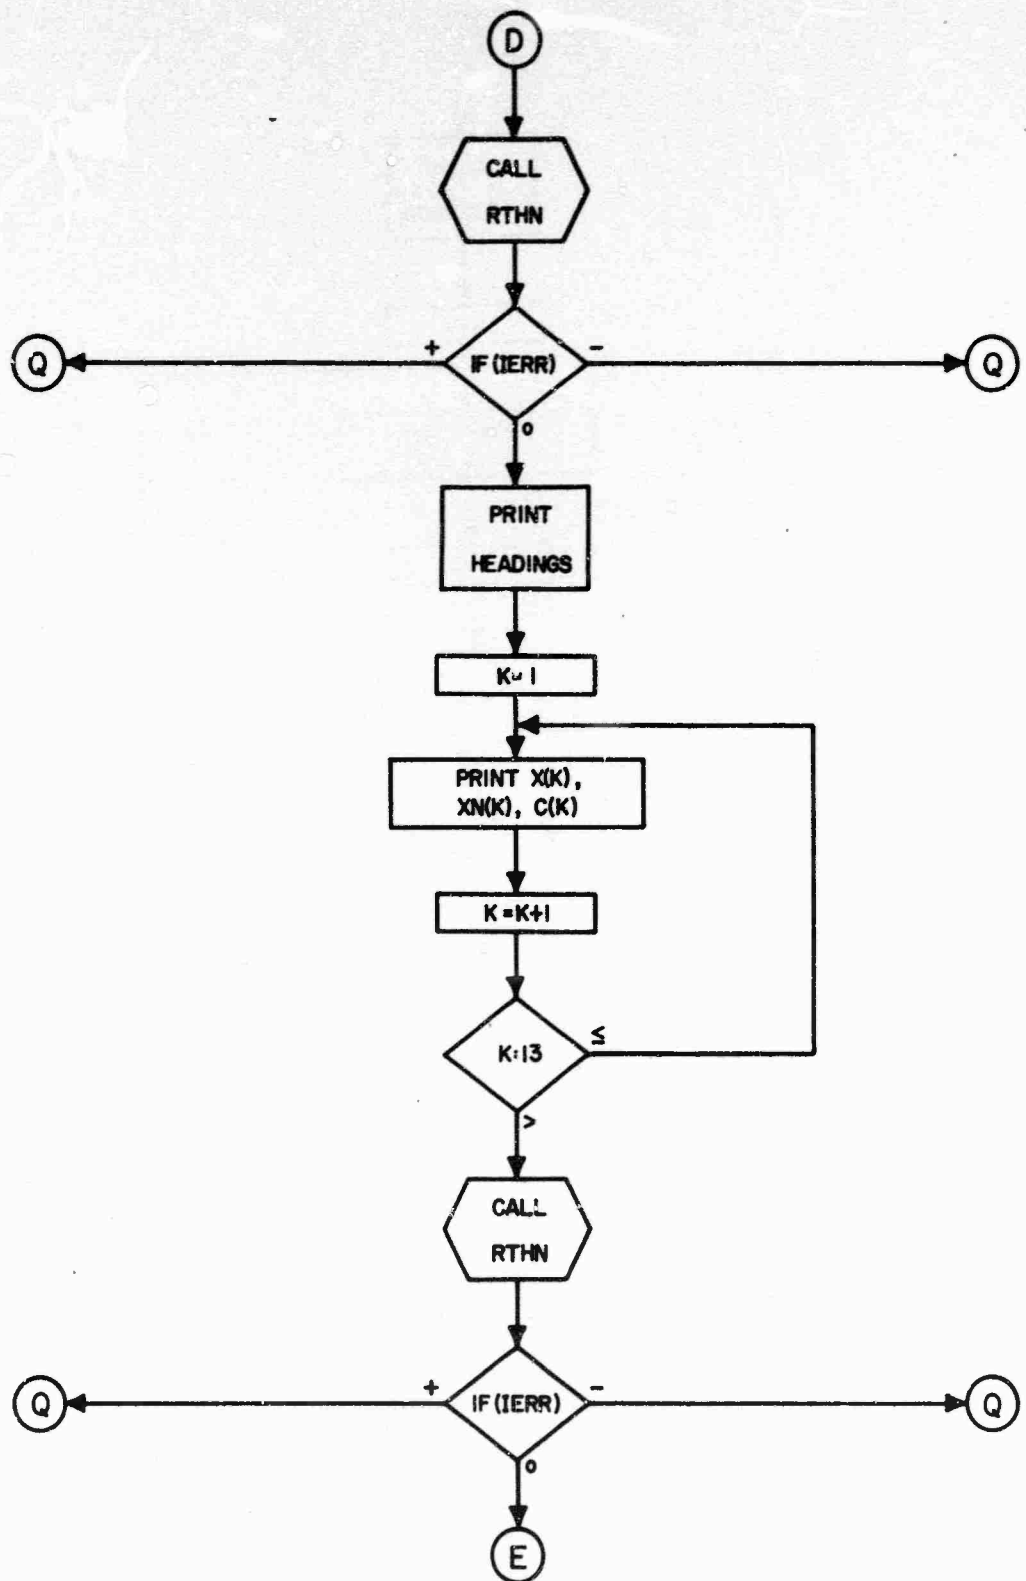 D
CALL
RTHN
Q
+
IF (IERR)
-
Q
0
PRINT
HEADINGS
K= 1
PRINT X(K),
XN(K), C(K)
K=K+1
K:13
≤
>
CALL
RTHN
Q
+
IF (IERR)
-
Q
0
E